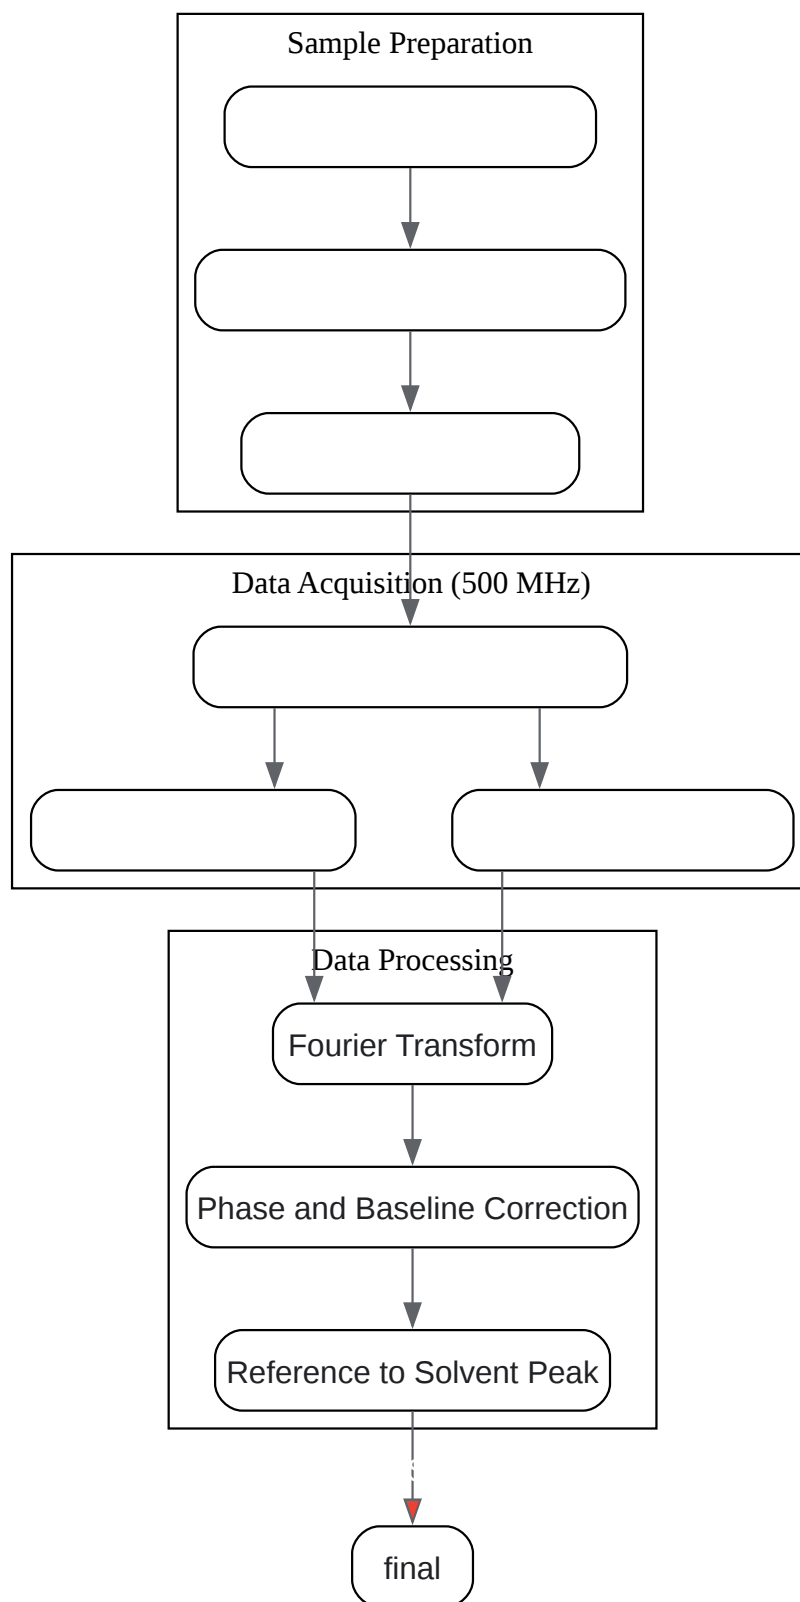 Sample Preparation
Data Acquisition (500 MHz)
Data Processing
Fourier Transform
Phase and Baseline Correction
Reference to Solvent Peak
final